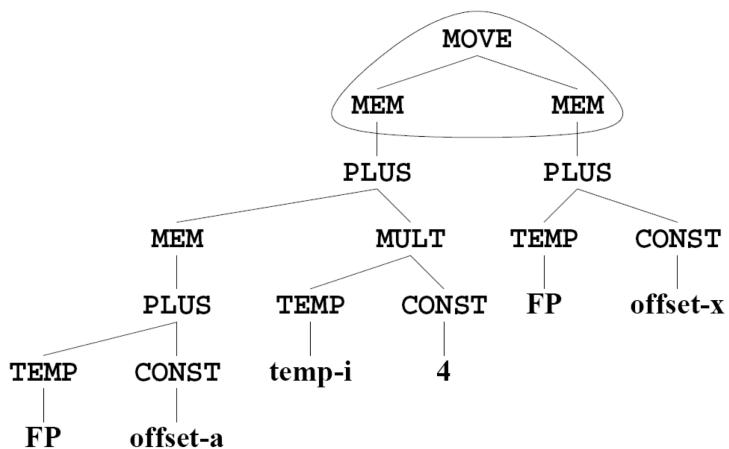 MOVE
MEM MEM
PLUS PLUS
MEM MULT TEMP CONST
PLUS TEMP CONST FP offset-x
TEMP CONST temp-i 4
FP offset-a